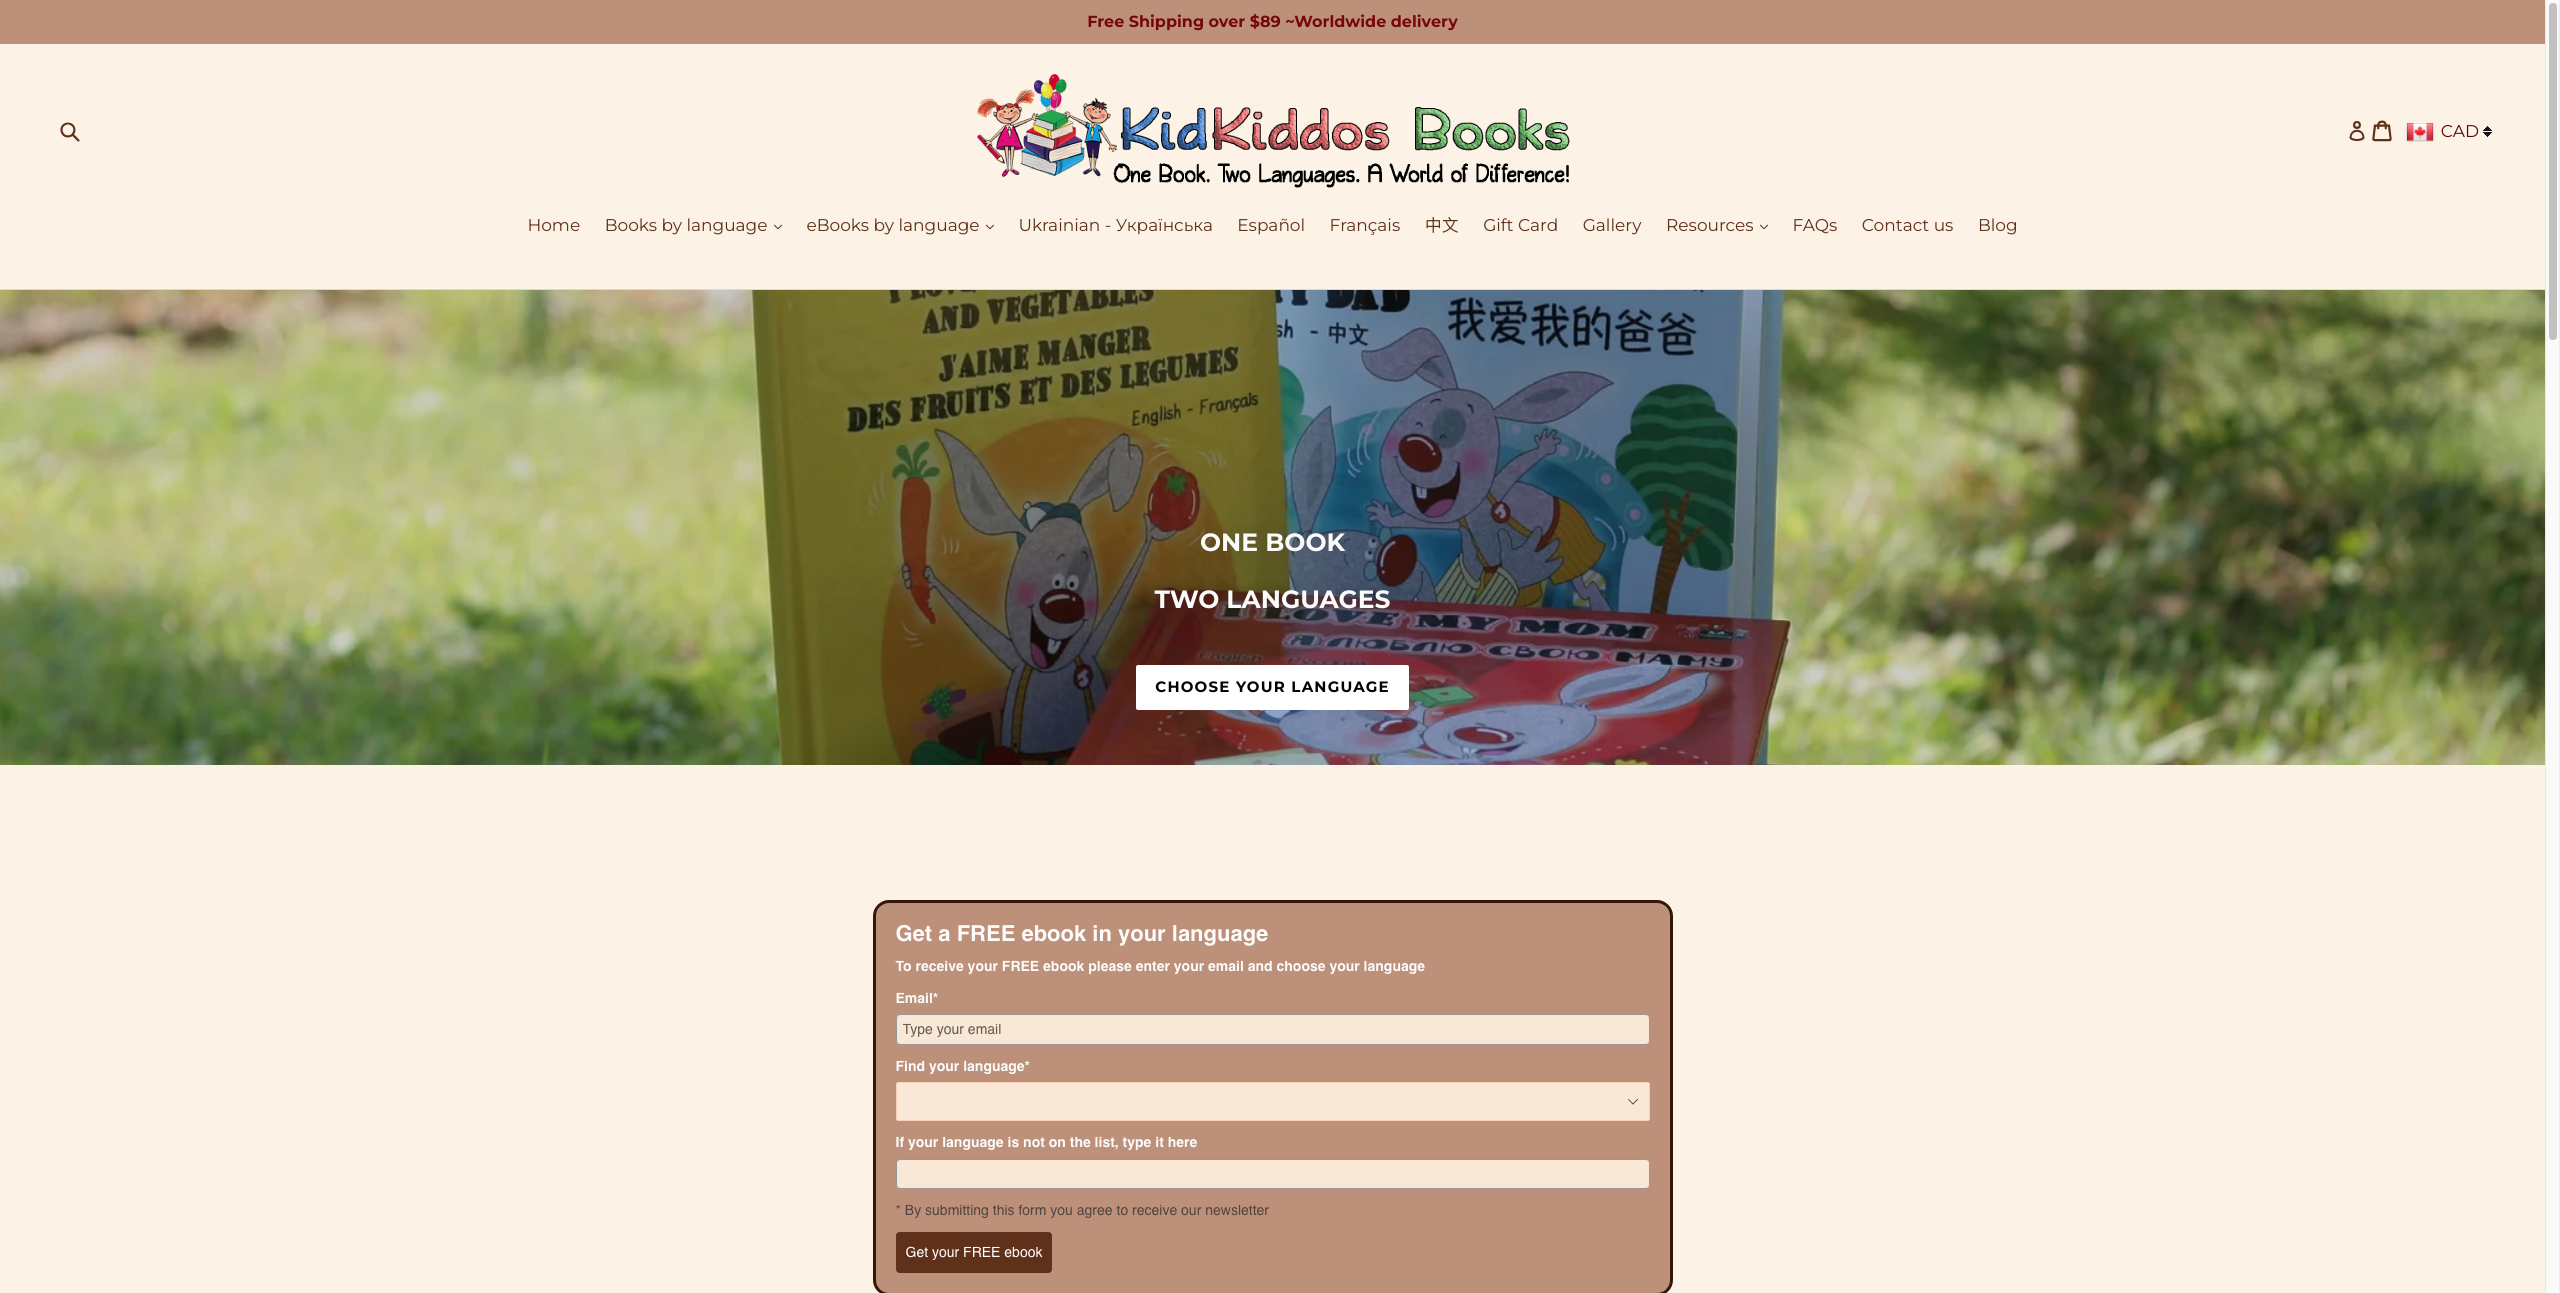 Free Shipping over $89 ~Worldwide delivery
KidKiddos Books
One Book. Two Languages. A World of Difference!
CAD
Home Books by language eBooks by language Ukrainian - Українська Español Français 中文 Gift Card Gallery Resources FAQs Contact us Blog
AND VEGETABLES
J'AIME MANGER
DES FRUITS ET DES LEGUMES
English - Français
DAD
中文
我爱我的爸爸
ONE BOOK
TWO LANGUAGES
I LOVE MY MOM
Я ЛЮБЛЮ СВОЮ МАМУ
CHOOSE YOUR LANGUAGE
Get a FREE ebook in your language
To receive your FREE ebook please enter your email and choose your language
Email*
Type your email
Find your language*
If your language is not on the list, type it here
* By submitting this form you agree to receive our newsletter
Get your FREE ebook